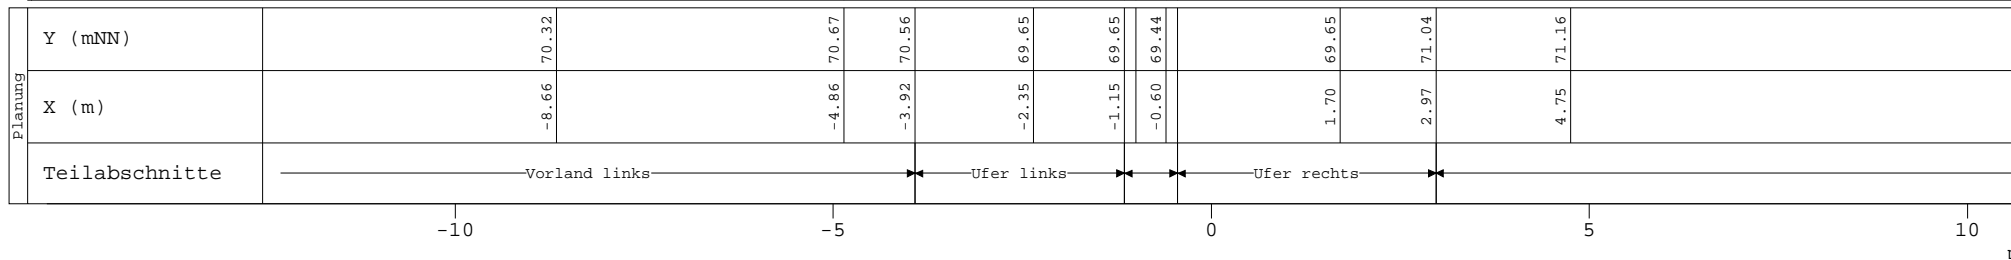 Planung
Y (mNN) 70.32 70.67 70.56 69.65 69.65 69.44 69.65 71.04 71.16
X (m) -8.66 -4.86 -3.92 -2.35 -1.15 -0.60 1.70 2.97 4.75
Teilabschnitte Vorland links Ufer links Ufer rechts
-10 -5 0 5 10